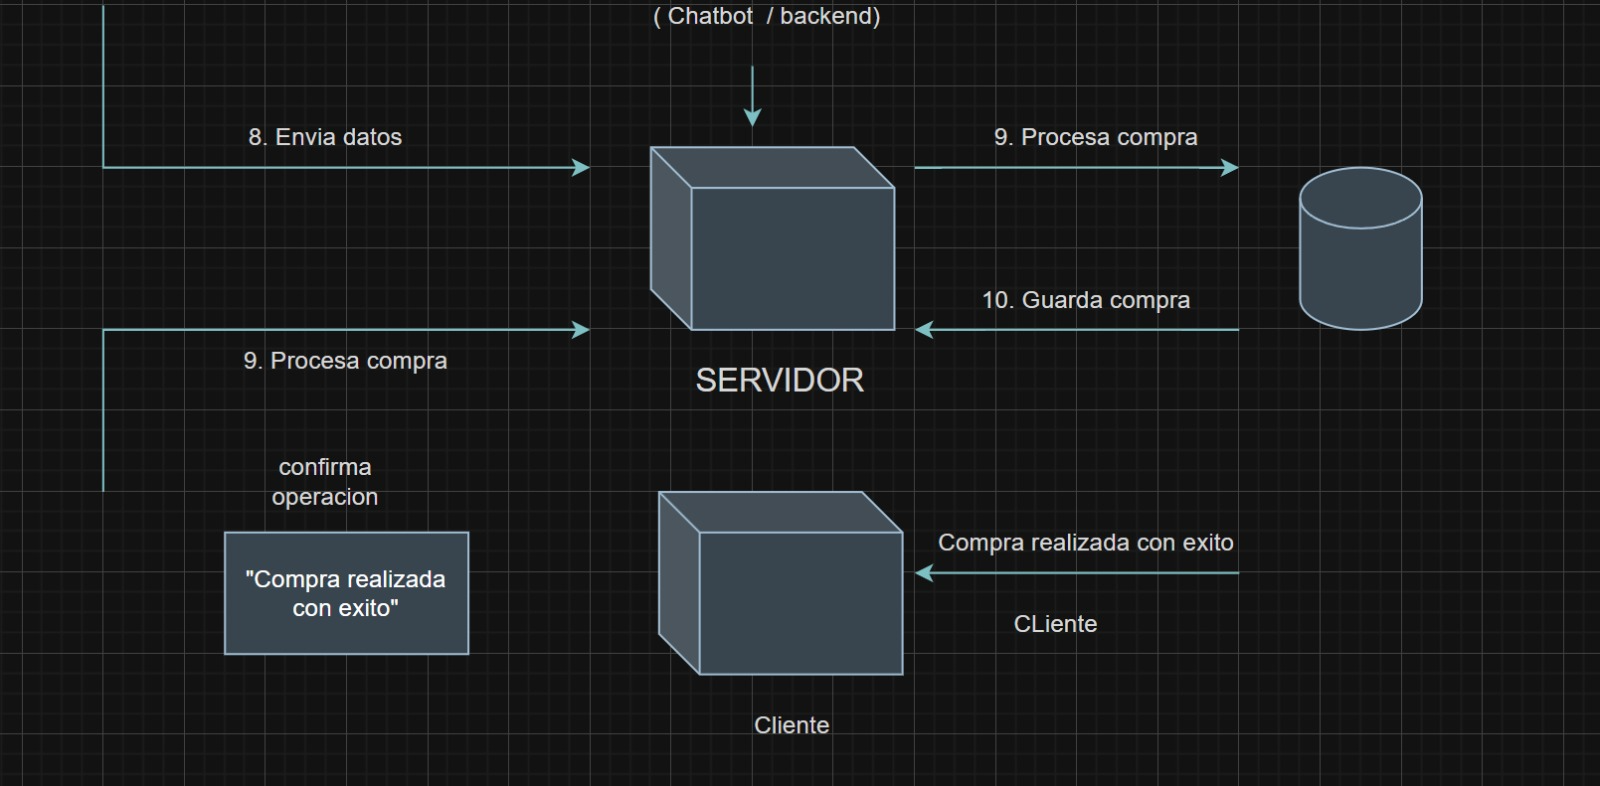 ( Chatbot / backend)
8. Envia datos
9. Procesa compra
10. Guarda compra
9. Procesa compra
SERVIDOR
confirma
operacion
"Compra realizada
con exito"
Compra realizada con exito
CLiente
Cliente